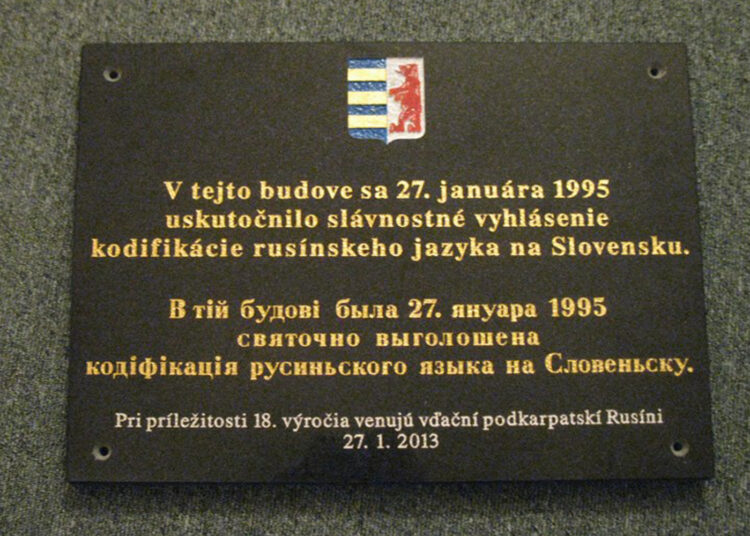 V tejto budove sa 27. januára 1995
uskutočnilo slávnostné vyhlásenie
kodifikácie rusínskeho jazyka na Slovensku.
В тій будові была 27. януара 1995
святочно выголошена
кодіфікація русиньского языка на Словеньску.
Pri príležitosti 18. výročia venujú vďační podkarpatskí Rusíni
27. 1. 2013